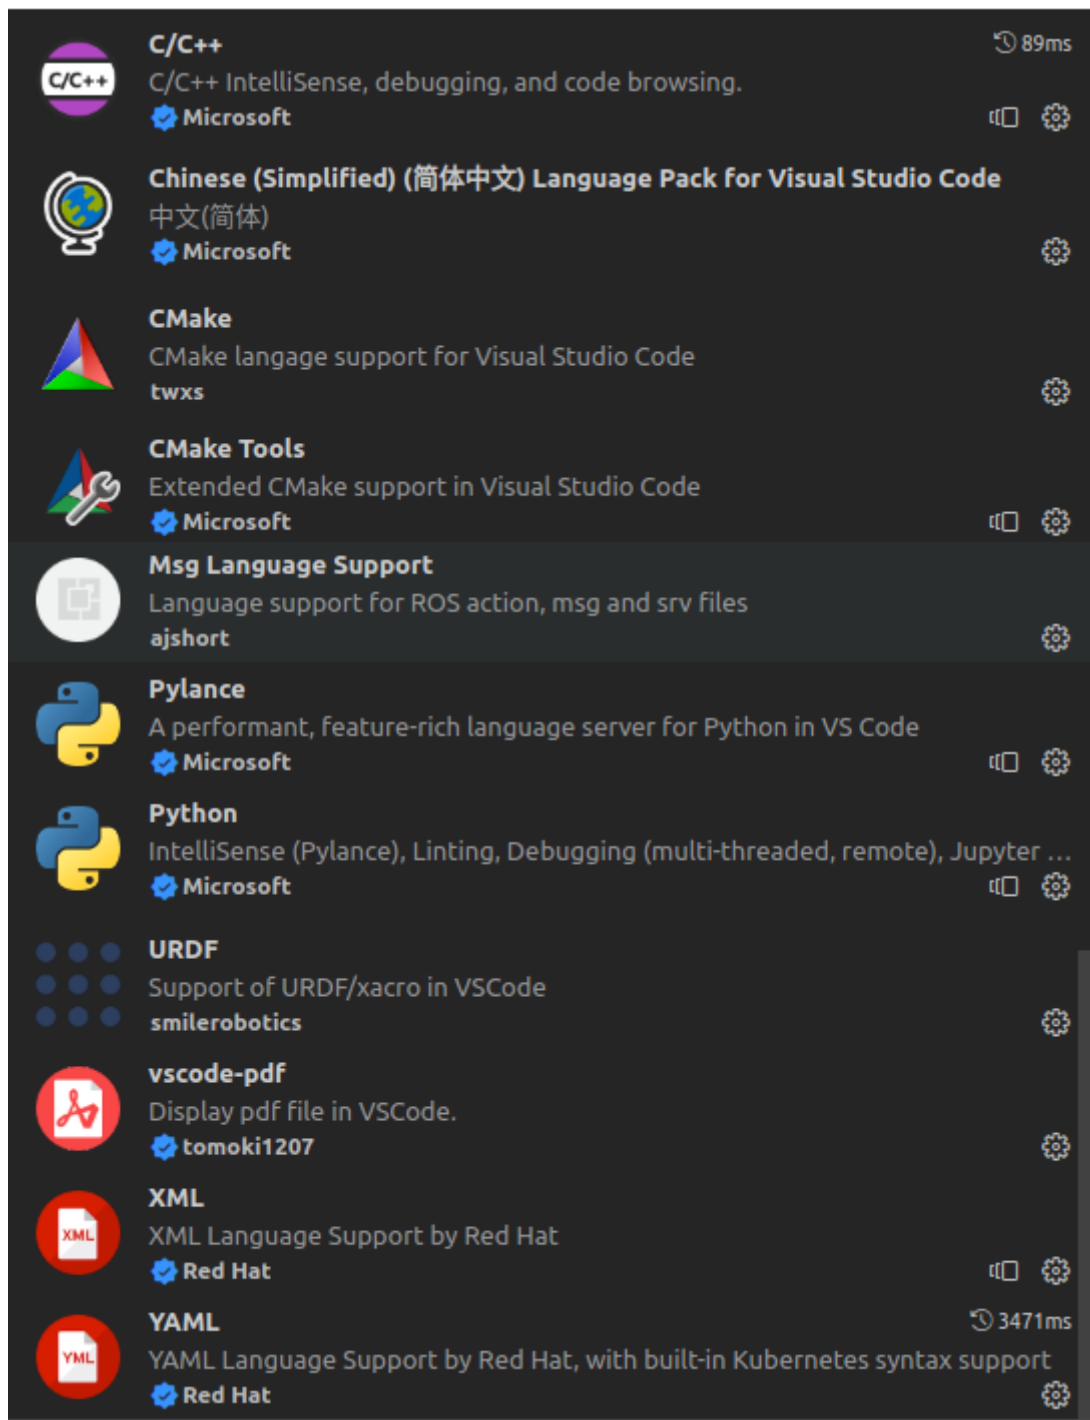 C/C++
89ms
C/C++
C/C++ IntelliSense, debugging, and code browsing.
Microsoft
Chinese (Simplified) (简体中文) Language Pack for Visual Studio Code
中文(简体)
Microsoft
CMake
CMake langage support for Visual Studio Code
twxs
CMake Tools
Extended CMake support in Visual Studio Code
Microsoft
Msg Language Support
Language support for ROS action, msg and srv files
ajshort
Pylance
A performant, feature-rich language server for Python in VS Code
Microsoft
Python
IntelliSense (Pylance), Linting, Debugging (multi-threaded, remote), Jupyter ...
Microsoft
URDF
Support of URDF/xacro in VSCode
smilerobotics
vscode-pdf
Display pdf file in VSCode.
tomoki1207
XML
XML
XML Language Support by Red Hat
Red Hat
YAML
3471ms
YML
YAML Language Support by Red Hat, with built-in Kubernetes syntax support
Red Hat